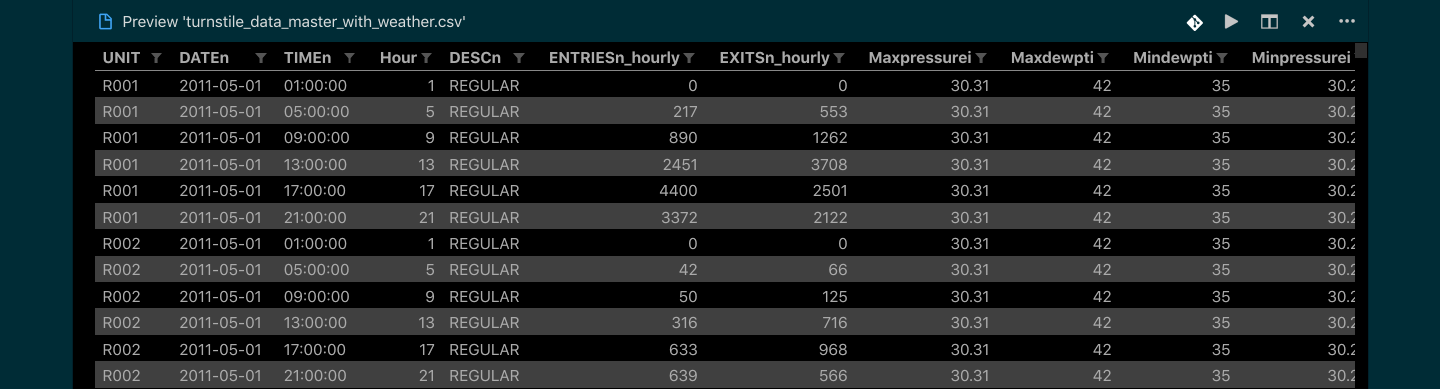 Preview 'turnstile_data_master_with_weather.csv'
UNIT DATEn TIMEn Hour DESCn ENTRIESn_hourly EXITSn_hourly Maxpressurei Maxdewpti Mindewpti Minpressurei
R001 2011-05-01 01:00:00 1 REGULAR 0 0 30.31 42 35 30.2
R001 2011-05-01 05:00:00 5 REGULAR 217 553 30.31 42 35 30.2
R001 2011-05-01 09:00:00 9 REGULAR 890 1262 30.31 42 35 30.2
R001 2011-05-01 13:00:00 13 REGULAR 2451 3708 30.31 42 35 30.2
R001 2011-05-01 17:00:00 17 REGULAR 4400 2501 30.31 42 35 30.2
R001 2011-05-01 21:00:00 21 REGULAR 3372 2122 30.31 42 35 30.2
R002 2011-05-01 01:00:00 1 REGULAR 0 0 30.31 42 35 30.2
R002 2011-05-01 05:00:00 5 REGULAR 42 66 30.31 42 35 30.2
R002 2011-05-01 09:00:00 9 REGULAR 50 125 30.31 42 35 30.2
R002 2011-05-01 13:00:00 13 REGULAR 316 716 30.31 42 35 30.2
R002 2011-05-01 17:00:00 17 REGULAR 633 968 30.31 42 35 30.2
R002 2011-05-01 21:00:00 21 REGULAR 639 566 30.31 42 35 30.2